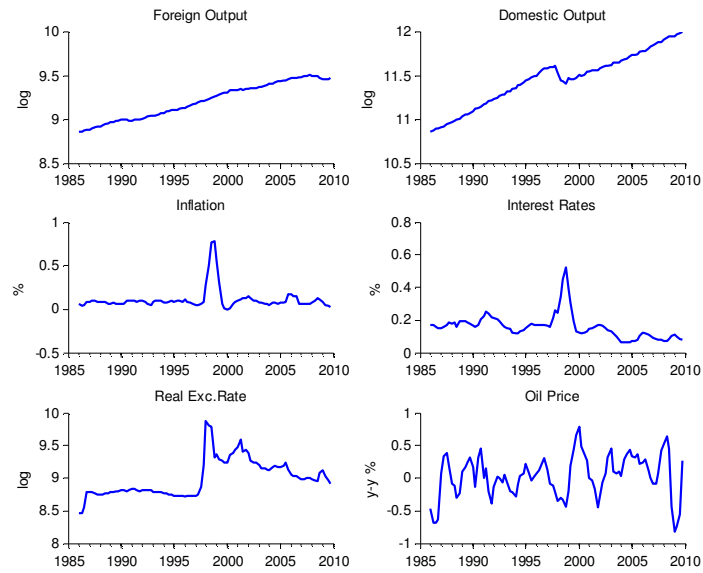 Foreign Output
10
9.5
9
8.5
log
1985 1990 1995 2000 2005 2010
Domestic Output
12
11.5
11
10.5
log
1985 1990 1995 2000 2005 2010
Inflation
1
0.5
0
-0.5
%
1985 1990 1995 2000 2005 2010
Interest Rates
0.8
0.6
0.4
0.2
0
%
1985 1990 1995 2000 2005 2010
Real Exc.Rate
10
9.5
9
8.5
8
log
1985 1990 1995 2000 2005 2010
Oil Price
1
0.5
0
-0.5
-1
y-y %
1985 1990 1995 2000 2005 2010